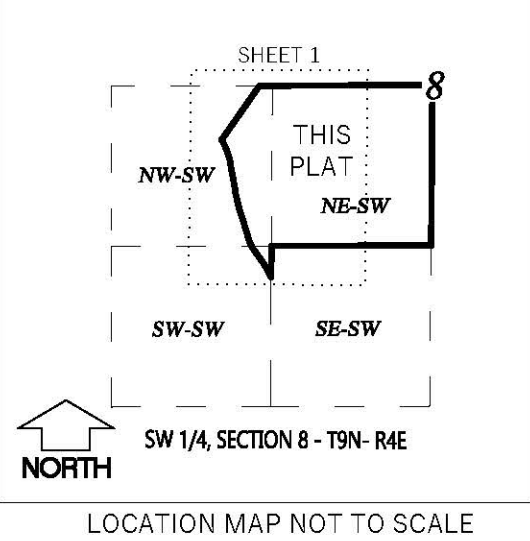 SHEET 1
8
THIS
PLAT
NW-SW
NE-SW
SW-SW
SE-SW
SW 1/4, SECTION 8 - T9N- R4E
NORTH
LOCATION MAP NOT TO SCALE